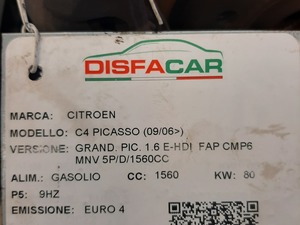 DISFACAR
MARCA: CITROEN
MODELLO: C4 PICASSO (09/06>)
VERSIONE: GRAND. PIC. 1.6 E-HDI FAP CMP6
MNV 5P/D/1560CC
ALIM.: GASOLIO CC: 1560 KW: 80
P5: 9HZ
EMISSIONE: EURO 4